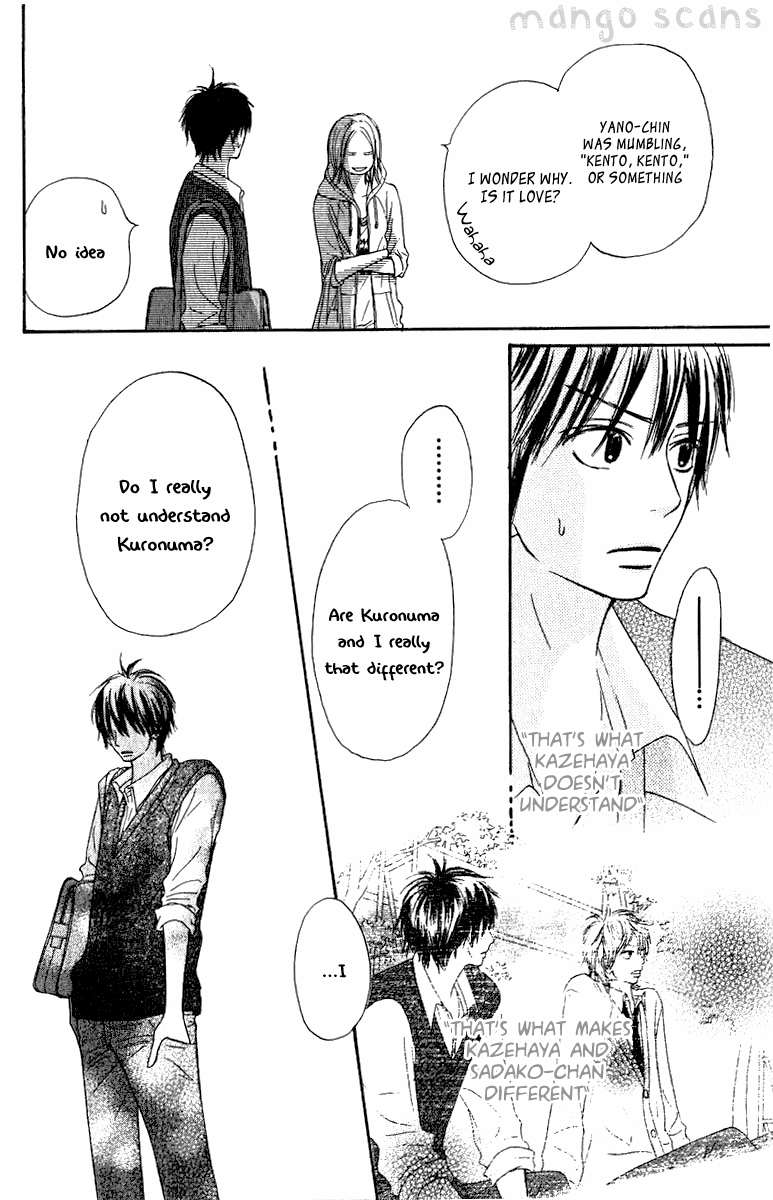 mango scans
YANO-CHIN
WAS MUMBLING,
"KENTO, KENTO,"
OR SOMETHING
I WONDER WHY.
IS IT LOVE?
Wahaha
No idea
"THAT'S WHAT
KAZEHAYA
DOESN'T
UNDERSTAND"
Are Kuronuma
and I really
that different?
"THAT'S WHAT MAKES
KAZEHAYA AND
SADAKO-CHAN
DIFFERENT"
...I
Do I really
not understand
Kuronuma?